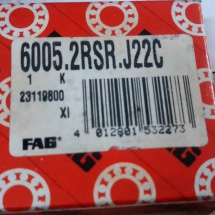 6005.2RSR.J22C
1 K
23119800
XI
FAG
4 012801 532273